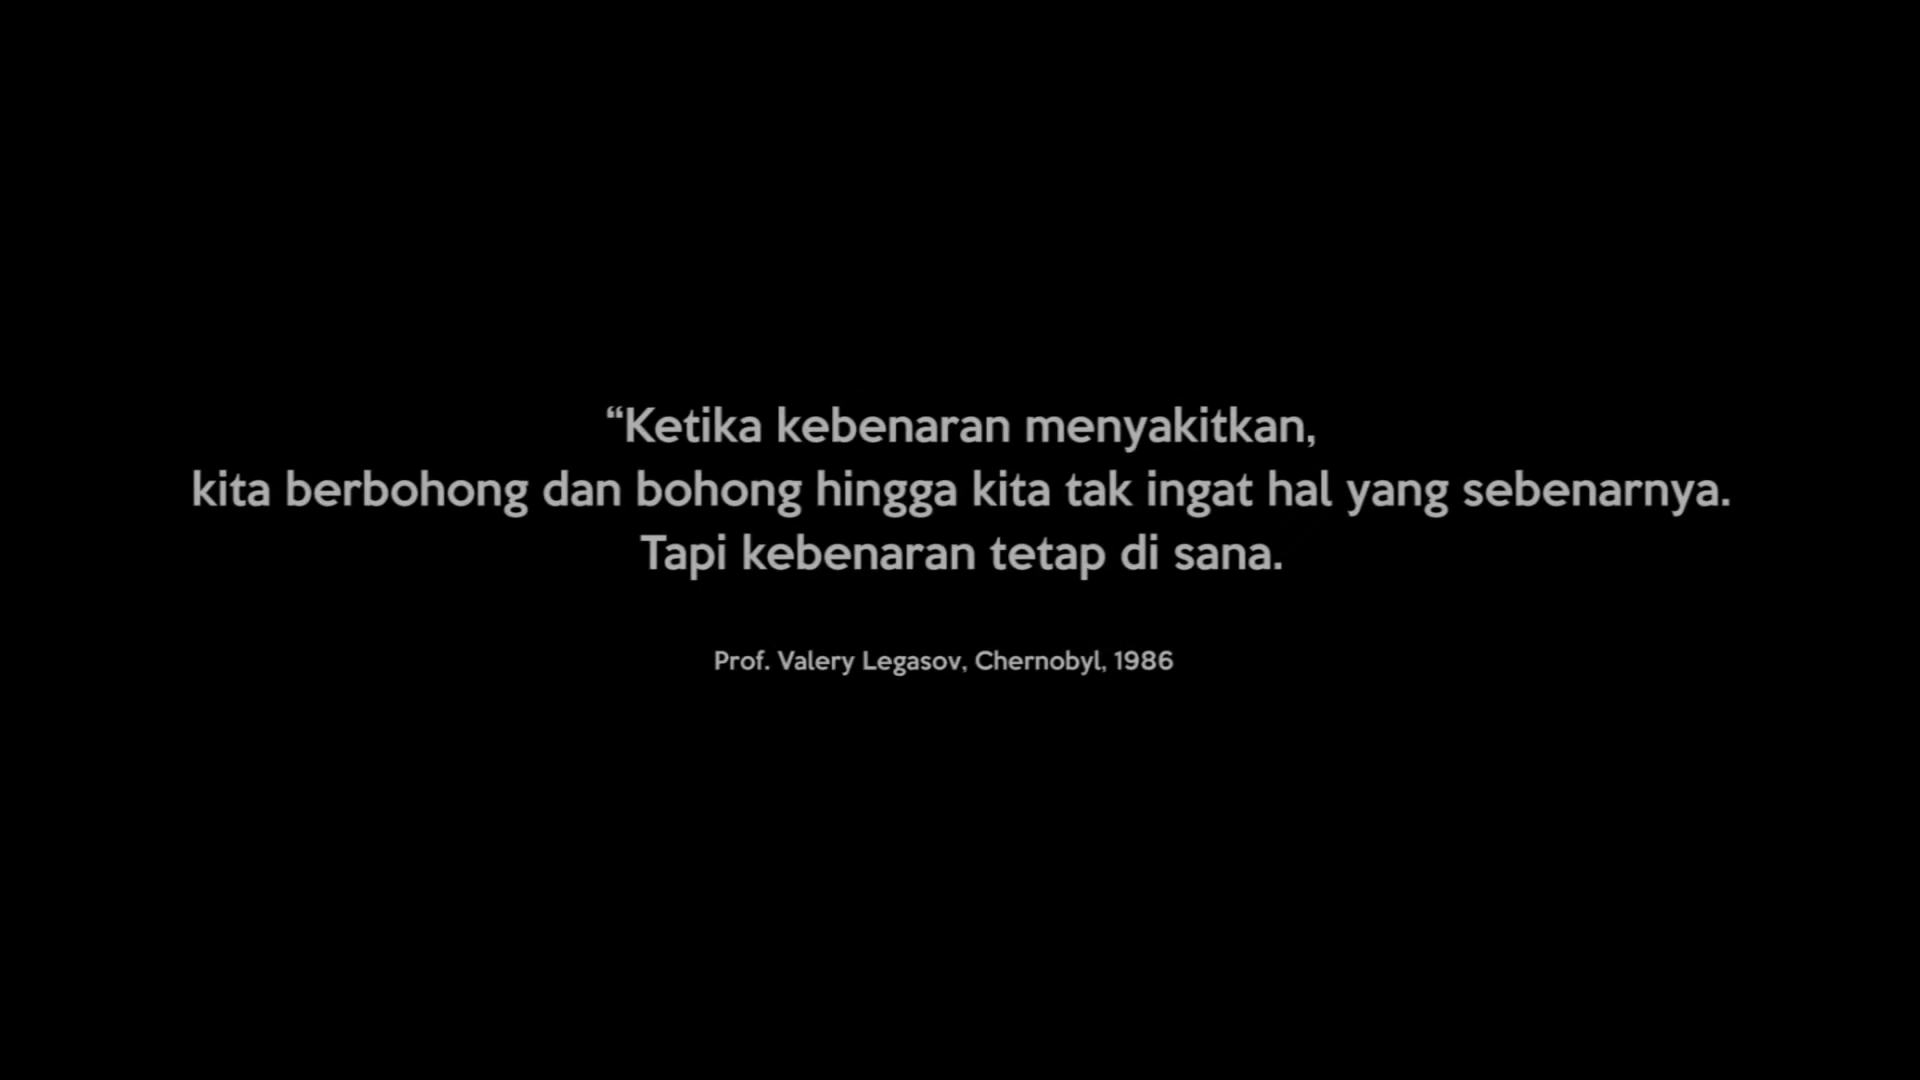 “Ketika kebenaran menyakitkan,
kita berbohong dan bohong hingga kita tak ingat hal yang sebenarnya.
Tapi kebenaran tetap di sana.
Prof. Valery Legasov, Chernobyl, 1986